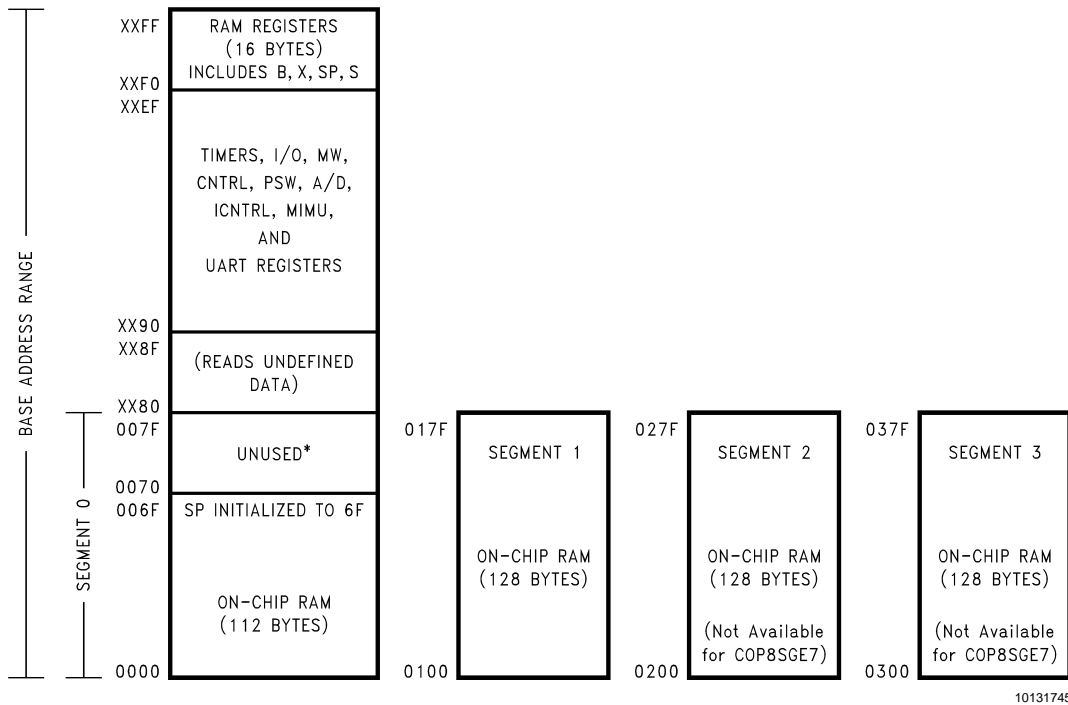 XXFF
RAM REGISTERS
(16 BYTES)
INCLUDES B, X, SP, S
XXF0
XXEF
TIMERS, I/O, MW,
CNTRL, PSW, A/D,
ICNTRL, MIMU,
AND
UART REGISTERS
XX90
XX8F
(READS UNDEFINED
DATA)
XX80
007F
UNUSED*
0070
006F
SP INITIALIZED TO 6F
ON-CHIP RAM
(112 BYTES)
0000
BASE ADDRESS RANGE
SEGMENT 0
017F
SEGMENT 1
ON-CHIP RAM
(128 BYTES)
0100
027F
SEGMENT 2
ON-CHIP RAM
(128 BYTES)
(Not Available
for COP8SGE7)
0200
037F
SEGMENT 3
ON-CHIP RAM
(128 BYTES)
(Not Available
for COP8SGE7)
0300
10131745